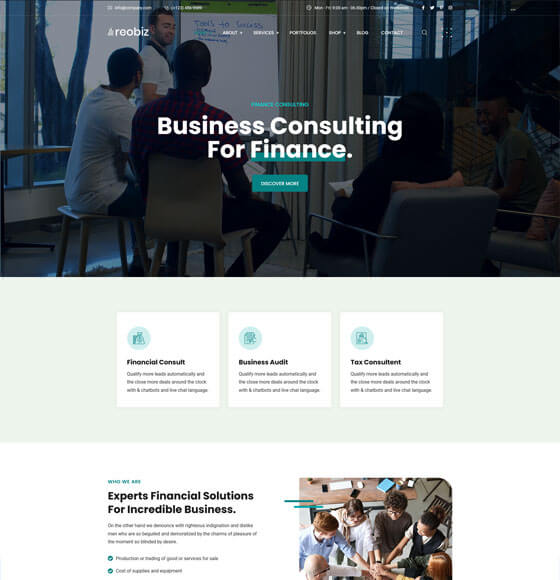 TOOLS to Success
info@company.com
(+123) 456-9989
Mon - Fri: 9:00 am - 06.00pm / Closed on Weekends
reobiz
ABOUT
SERVICES
PORTFOLIOS
SHOP
BLOG
CONTACT
FINANCE CONSULTING
Business Consulting
For Finance.
DISCOVER MORE
Financial Consult
Qualify more leads automatically and
the close more deals around the clock
with & chatbots and live chat language.
Business Audit
Qualify more leads automatically and
the close more deals around the clock
with & chatbots and live chat language.
Tax Consultent
Qualify more leads automatically and
the close more deals around the clock
with & chatbots and live chat language.
WHO WE ARE
Experts Financial Solutions
For Incredible Business.
On the other hand we denounce with righteous indignation and dislike
men who are so beguiled and demoralized by the charms of pleasure of
the moment so blinded by desire.
Production or trading of good or services for sale
Cost of supplies and equipment